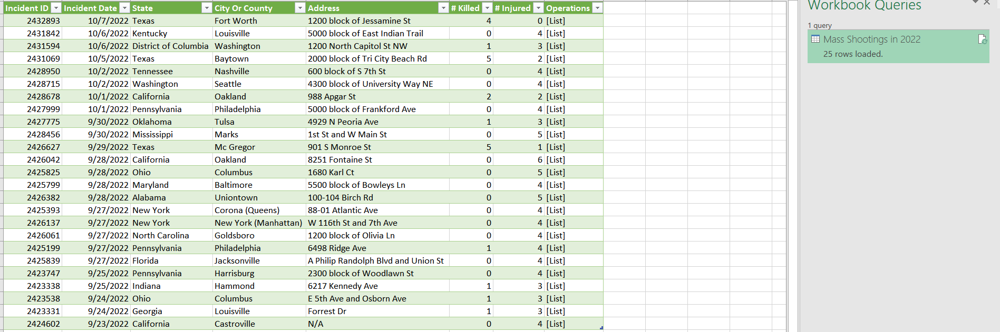 Incident ID Incident Date State City Or County Address # Killed # Injured Operations
2432893 10/7/2022 Texas Fort Worth 1200 block of Jessamine St 4 0 [List]
2431842 10/6/2022 Kentucky Louisville 5000 block of East Indian Trail 0 4 [List]
2431594 10/6/2022 District of Columbia Washington 1200 North Capitol St NW 1 3 [List]
2431069 10/5/2022 Texas Baytown 2000 block of Tri City Beach Rd 5 2 [List]
2428950 10/2/2022 Tennessee Nashville 600 block of S 7th St 0 4 [List]
2428715 10/2/2022 Washington Seattle 4300 block of University Way NE 0 4 [List]
2428678 10/1/2022 California Oakland 988 Apgar St 2 2 [List]
2427999 10/1/2022 Pennsylvania Philadelphia 5000 block of Frankford Ave 0 4 [List]
2427775 9/30/2022 Oklahoma Tulsa 4929 N Peoria Ave 1 3 [List]
2428456 9/30/2022 Mississippi Marks 1st St and W Main St 0 5 [List]
2426627 9/29/2022 Texas Mc Gregor 901 S Monroe St 5 1 [List]
2426042 9/28/2022 California Oakland 8251 Fontaine St 0 6 [List]
2425825 9/28/2022 Ohio Columbus 1680 Karl Ct 0 5 [List]
2425799 9/28/2022 Maryland Baltimore 5500 block of Bowleys Ln 0 4 [List]
2426382 9/28/2022 Alabama Uniontown 100-104 Birch Rd 0 5 [List]
2425393 9/27/2022 New York Corona (Queens) 88-01 Atlantic Ave 0 4 [List]
2426137 9/27/2022 New York New York (Manhattan) W 116th St and 7th Ave 0 4 [List]
2426061 9/27/2022 North Carolina Goldsboro 1200 block of Olivia Ln 0 4 [List]
2425199 9/27/2022 Pennsylvania Philadelphia 6498 Ridge Ave 1 4 [List]
2425839 9/27/2022 Florida Jacksonville A Philip Randolph Blvd and Union St 0 4 [List]
2423747 9/25/2022 Pennsylvania Harrisburg 2300 block of Woodlawn St 0 4 [List]
2423338 9/25/2022 Indiana Hammond 6217 Kennedy Ave 1 3 [List]
2423538 9/24/2022 Ohio Columbus E 5th Ave and Osborn Ave 1 3 [List]
2423331 9/24/2022 Georgia Louisville Forrest Dr 1 3 [List]
2424602 9/23/2022 California Castroville N/A 0 4 [List]
Workbook Queries
1 query
Mass Shootings in 2022
25 rows loaded.